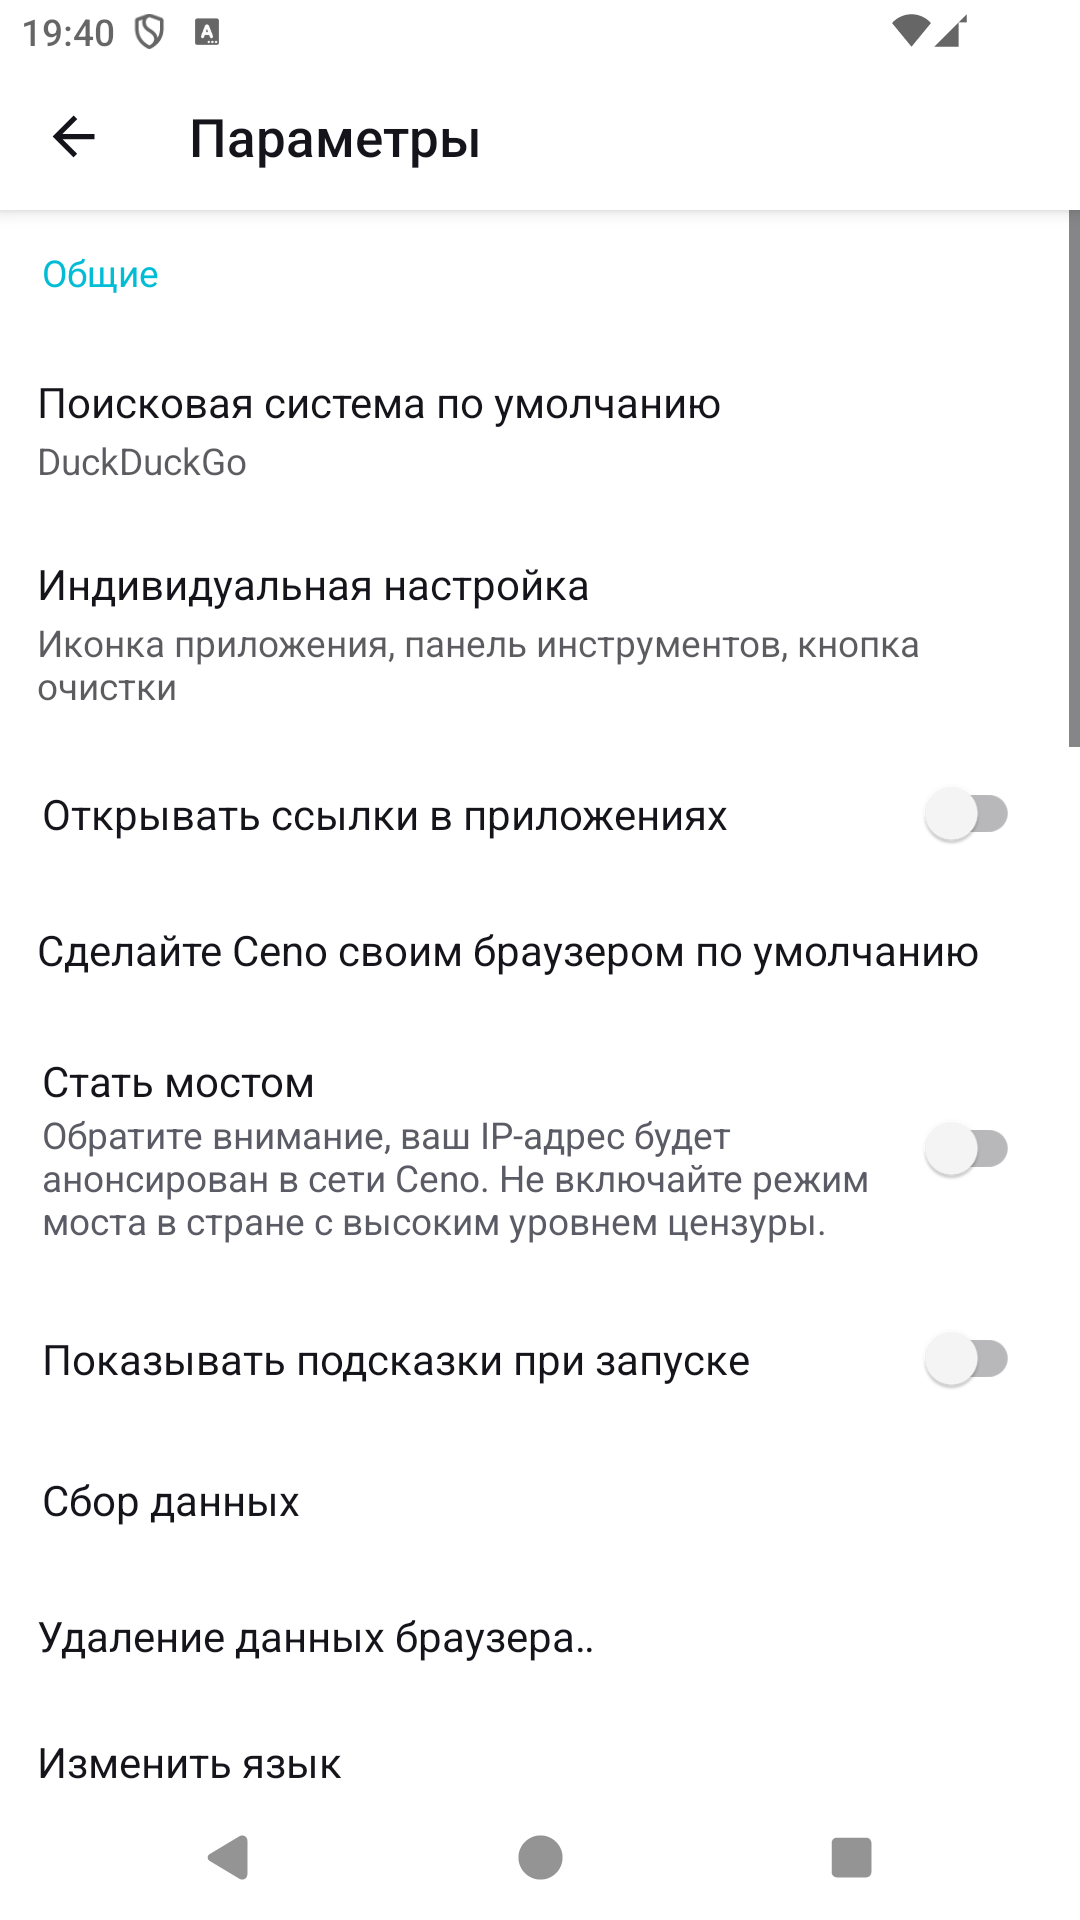 19:40
Параметры
Общие
Поисковая система по умолчанию
DuckDuckGo
Индивидуальная настройка
Иконка приложения, панель инструментов, кнопка
очистки
Открывать ссылки в приложениях
Сделайте Ceno своим браузером по умолчанию
Стать мостом
Обратите внимание, ваш IP-адрес будет
анонсирован в сети Ceno. Не включайте режим
моста в стране с высоким уровнем цензуры.
Показывать подсказки при запуске
Сбор данных
Удаление данных браузера..
Изменить язык